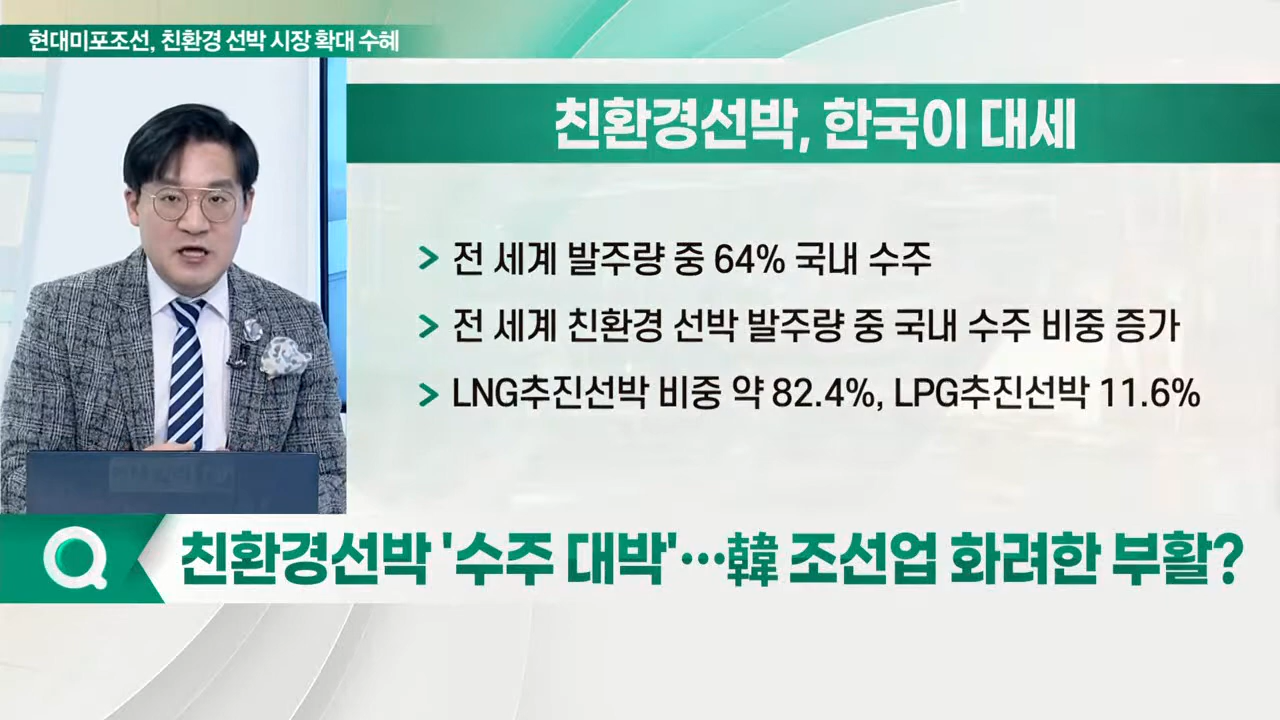 현대미포조선, 친환경 선박 시장 확대 수혜
친환경선박, 한국이 대세
> 전 세계 발주량 중 64% 국내 수주
> 전 세계 친환경 선박 발주량 중 국내 수주 비중 증가
> LNG추진선박 비중 약 82.4%, LPG추진선박 11.6%
친환경선박 '수주 대박'…韓 조선업 화려한 부활?